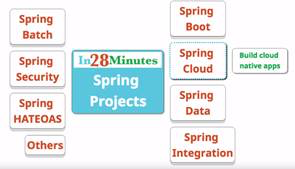 Spring
Batch
Spring
Security
Spring
HATEOAS
Others
In28Minutes
Spring
Projects
Spring
Boot
Spring
Cloud
Build cloud
native apps
Spring
Data
Spring
Integration